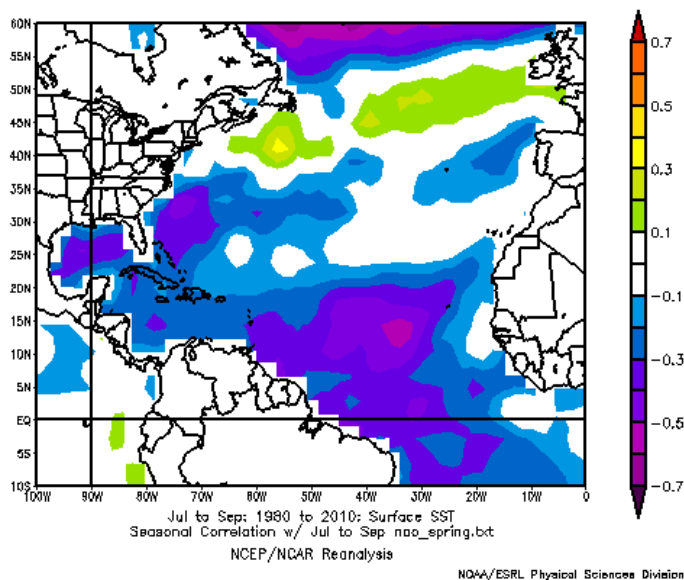 60N
55N
50N
45N
40N
35N
30N
25N
20N
15N
10N
5N
EQ
5S
10S
100W 90W 80W 70W 60W 50W 40W 30W 20W 10W 0
0.7
0.5
0.3
0.1
-0.1
-0.3
-0.5
-0.7
Jul to Sep: 1980 to 2010: Surface SST
Seasonal Correlation w/ Jul to Sep nao_spring.txt
NCEP/NCAR Reanalysis
NOAA/ESRL Physical Sciences Division